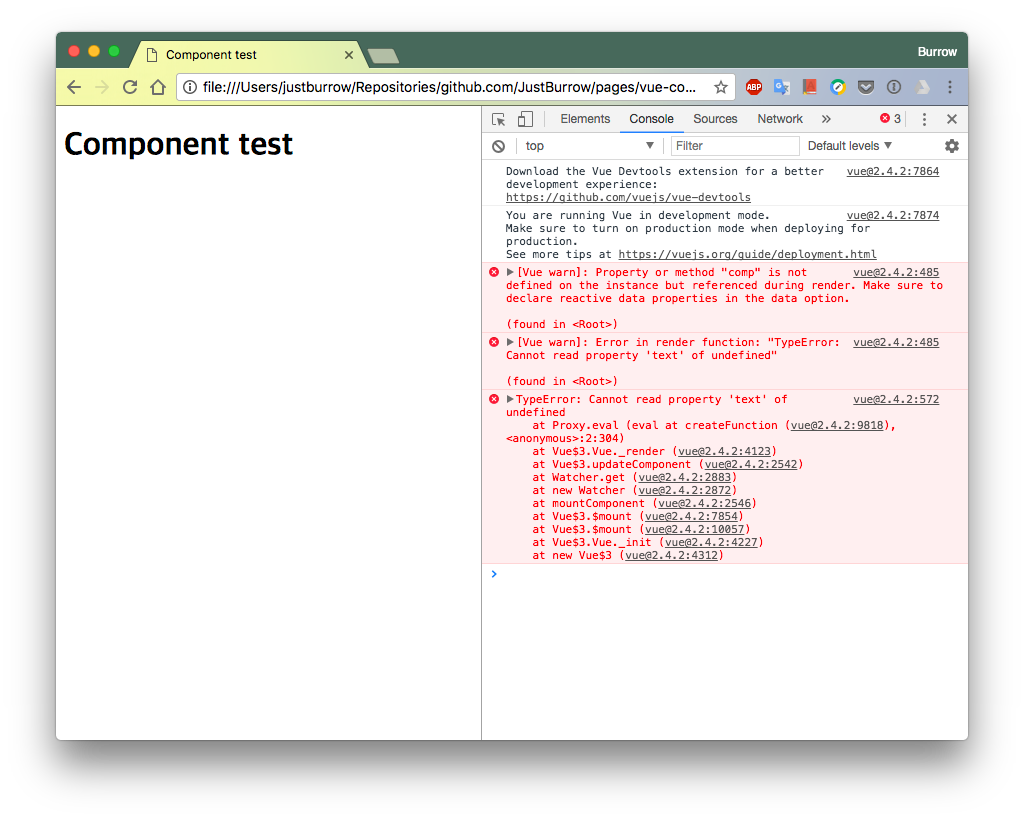 Component test
Burrow
file:///Users/justburrow/Repositories/github.com/JustBurrow/pages/vue-co...
ABP
Elements Console Sources Network » 3
top Filter Default levels
Component test
Download the Vue Devtools extension for a better vue@2.4.2:7864
development experience:
https://github.com/vuejs/vue-devtools
You are running Vue in development mode. vue@2.4.2:7874
Make sure to turn on production mode when deploying for
production.
See more tips at https://vuejs.org/guide/deployment.html
[Vue warn]: Property or method "comp" is not vue@2.4.2:485
defined on the instance but referenced during render. Make sure to
declare reactive data properties in the data option.
(found in <Root>)
[Vue warn]: Error in render function: "TypeError: vue@2.4.2:485
Cannot read property 'text' of undefined"
(found in <Root>)
TypeError: Cannot read property 'text' of vue@2.4.2:572
undefined
at Proxy.eval (eval at createFunction (vue@2.4.2:9818),
<anonymous>:2:304)
at Vue$3.Vue._render (vue@2.4.2:4123)
at Vue$3.updateComponent (vue@2.4.2:2542)
at Watcher.get (vue@2.4.2:2883)
at new Watcher (vue@2.4.2:2872)
at mountComponent (vue@2.4.2:2546)
at Vue$3.$mount (vue@2.4.2:7854)
at Vue$3.$mount (vue@2.4.2:10057)
at Vue$3.Vue._init (vue@2.4.2:4227)
at new Vue$3 (vue@2.4.2:4312)